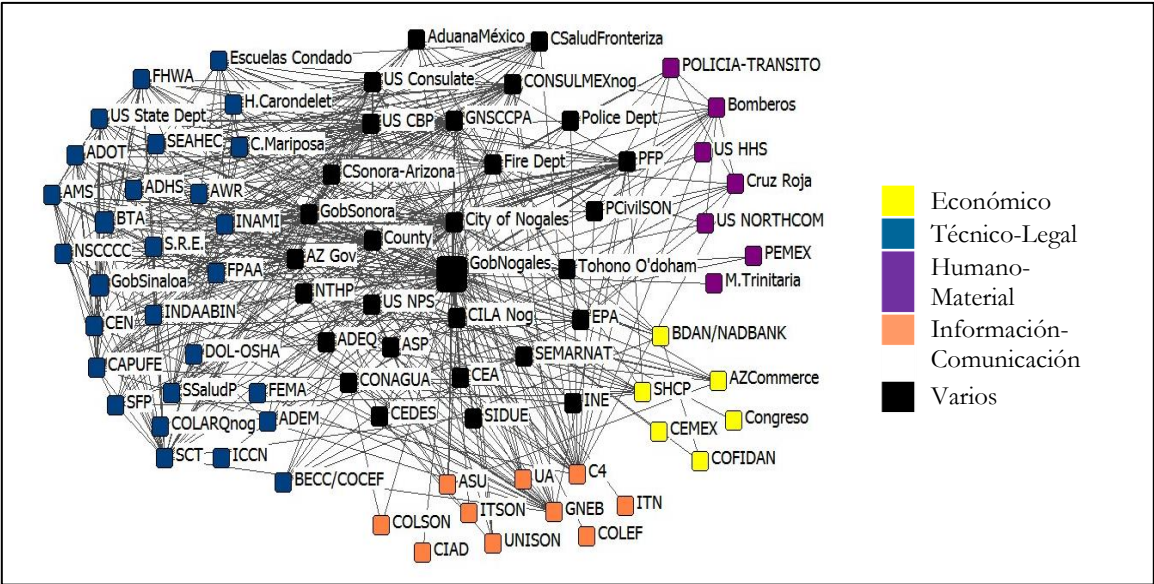 AduanaMéxico
CSaludFronteriza
Escuelas Condado
POLICIA-TRANSITO
FHWA
US Consulate
CONSULMEXnog
H.Carondelet
Bomberos
US State Dept.
US CBP
GNSCCPA
Police Dept
SEAHEC
C.Mariposa
US HHS
ADOT
Fire Dept
PFP
CSonora-Arizona
Cruz Roja
AMS
ADHS
AWR
GobSonora
City of Nogales
PCivilSON
US NORTHCOM
BTA
INAMI
County
NSCCCC
S.R.E.
AZ Gov
GobNogales
PEMEX
FPAA
Tohono O'doham
M.Trinitaria
GobSinaloa
NTHP
US NPS
INDAABIN
CILA Nog.
EPA
CEN
BDAN/NADBANK
ADEQ
ASP
DOL-OSHA
SEMARNAT
CAPUFE
CONAGUA
CEA
AZCommerce
SSaludP
FEMA
SHCP
SFP
INE
CEDES
SIDUE
Congreso
COLARQnog
ADEM
CEMEX
SCT
ICCN
COFIDAN
BECC/COCEF
ASU
UA
C4
ITSON
GNEB
ITN
COLSON
UNISON
COLEF
CIAD
Económico
Técnico-Legal
Humano-
Material
Información-
Comunicación
Varios